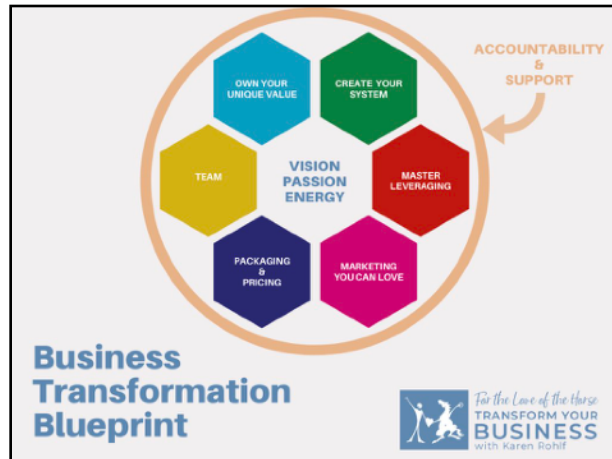 ACCOUNTABILITY
&
SUPPORT
OWN YOUR
UNIQUE VALUE
CREATE YOUR
SYSTEM
TEAM
VISION
PASSION
ENERGY
MASTER
LEVERAGING
PACKAGING
&
PRICING
MARKETING
YOU CAN LOVE
Business
Transformation
Blueprint
For the Love of the Horse
TRANSFORM YOUR
BUSINESS
with Karen Rohlf